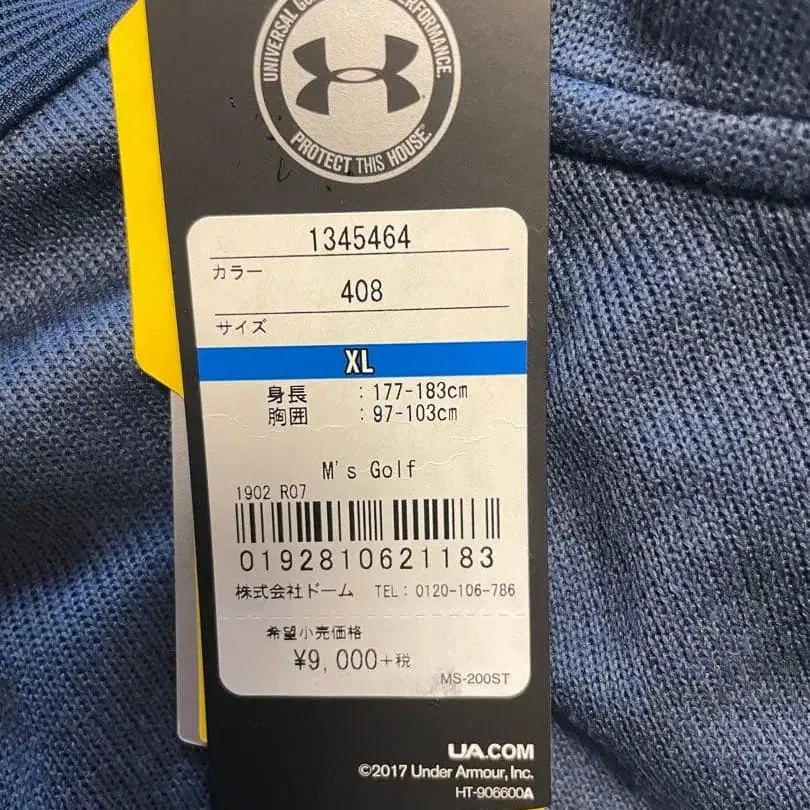 UNIVERSAL PERFORMANCE.
PROTECT THIS HOUSE.
1345464
カラー
408
サイズ
XL
身長 : 177-183cm
胸囲 : 97-103cm
M's Golf
1902 R07
0192810621183
株式会社ドーム TEL: 0120-106-786
希望小売価格
¥9,000+税
MS-200ST
UA.COM
©2017 Under Armour, Inc.
HT-906600A